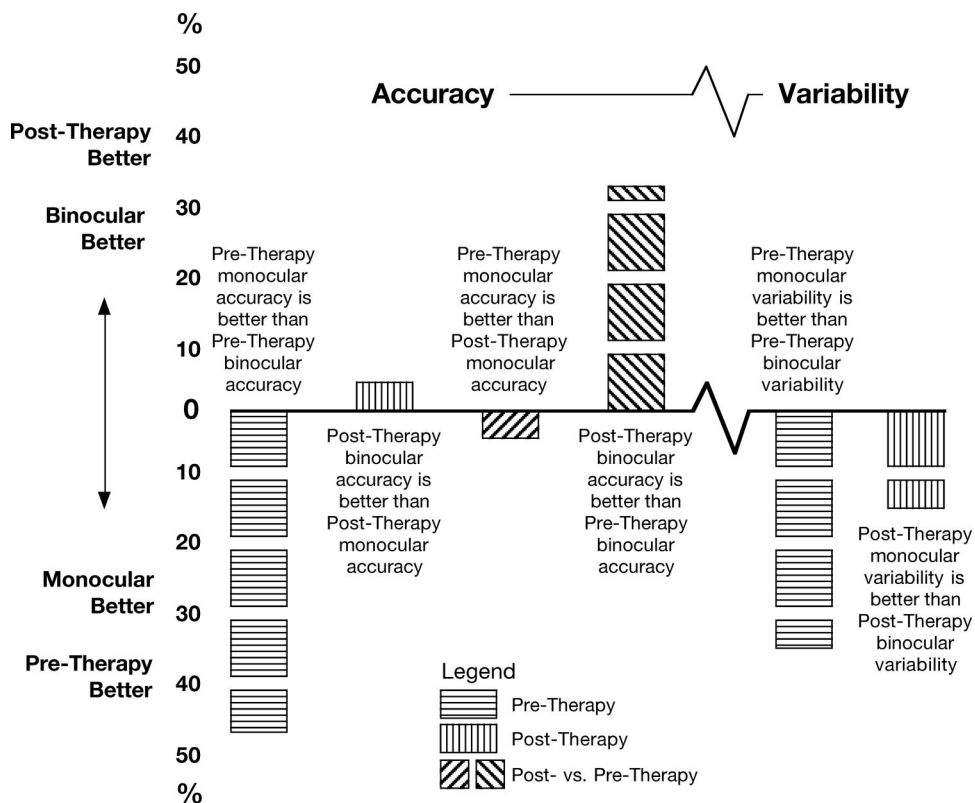 %
50
Accuracy
Variability
Post-Therapy
Better
40
Binocular
Better
30
20
10
0
10
20
30
40
50
%
Monocular
Better
Pre-Therapy
Better
Pre-Therapy
monocular
accuracy is
better than
Pre-Therapy
binocular
accuracy
Post-Therapy
binocular
accuracy is
better than
Post-Therapy
monocular
accuracy
Pre-Therapy
monocular
accuracy is
better than
Post-Therapy
monocular
accuracy
Post-Therapy
binocular
accuracy is
better than
Pre-Therapy
binocular
accuracy
Pre-Therapy
monocular
variability is
better than
Pre-Therapy
binocular
variability
Post-Therapy
monocular
variability is
better than
Post-Therapy
binocular
variability
Legend
Pre-Therapy
Post-Therapy
Post- vs. Pre-Therapy